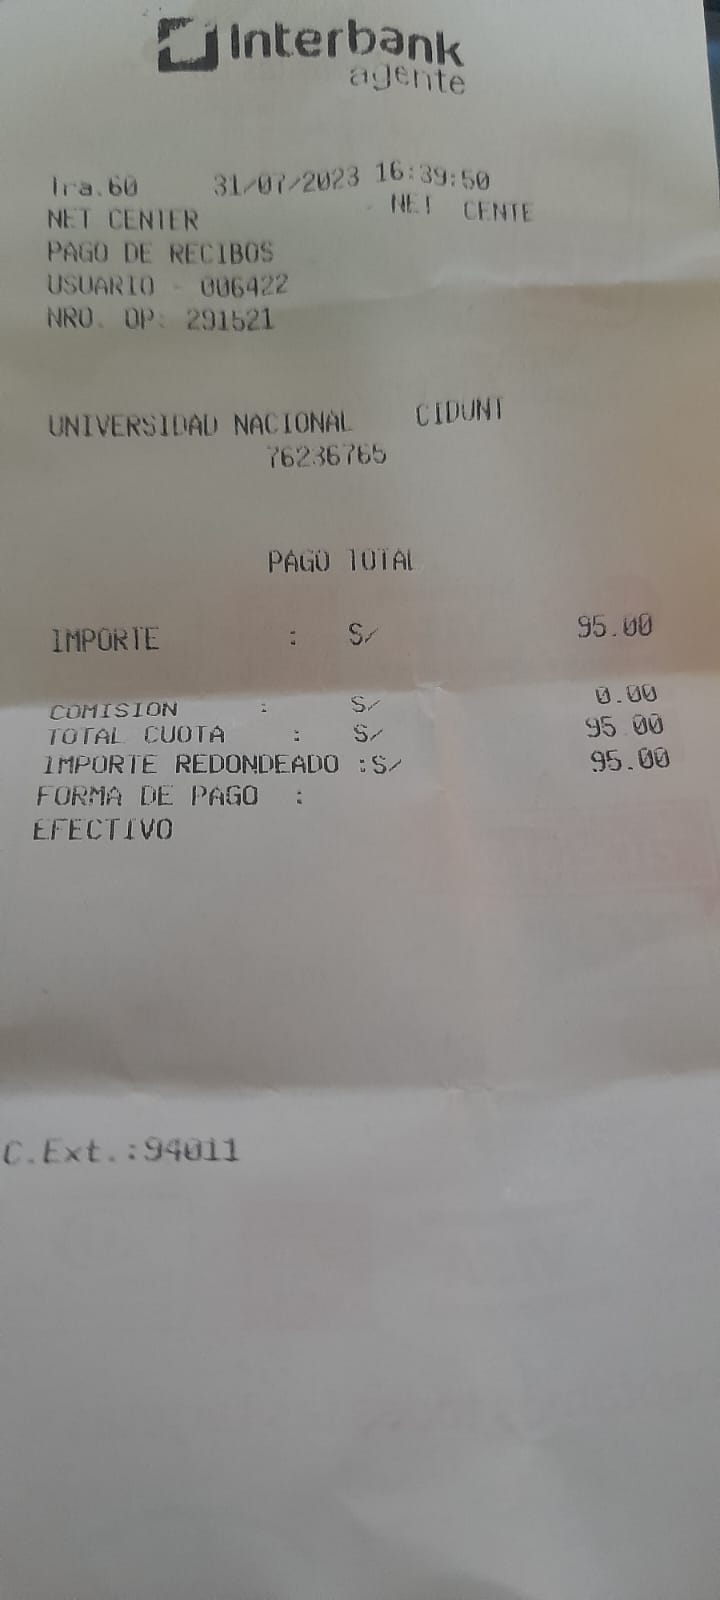 Interbank
agente
Tra.60 31/07/2023 16:39:50
NET CENTER - NET CENTE
PAGO DE RECIBOS
USUARIO - 006422
NRO. OP: 291521
UNIVERSIDAD NACIONAL CIDUNT
76236765
PAGO TOTAL
IMPORTE : S/ 95.00
COMISION : S/ 0.00
TOTAL CUOTA : S/ 95 00
IMPORTE REDONDEADO :S/ 95.00
FORMA DE PAGO :
EFECTIVO
C.Ext.:94011